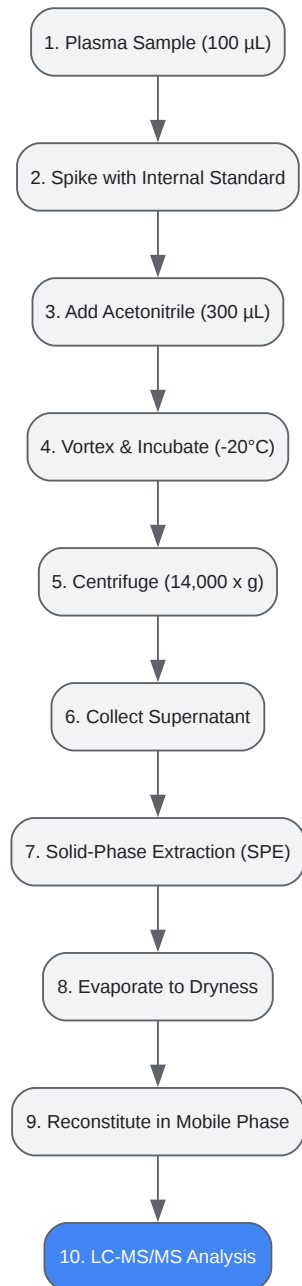 1. Plasma Sample (100 µL)
2. Spike with Internal Standard
3. Add Acetonitrile (300 µL)
4. Vortex & Incubate (-20°C)
5. Centrifuge (14,000 x g)
6. Collect Supernatant
7. Solid-Phase Extraction (SPE)
8. Evaporate to Dryness
9. Reconstitute in Mobile Phase
10. LC-MS/MS Analysis